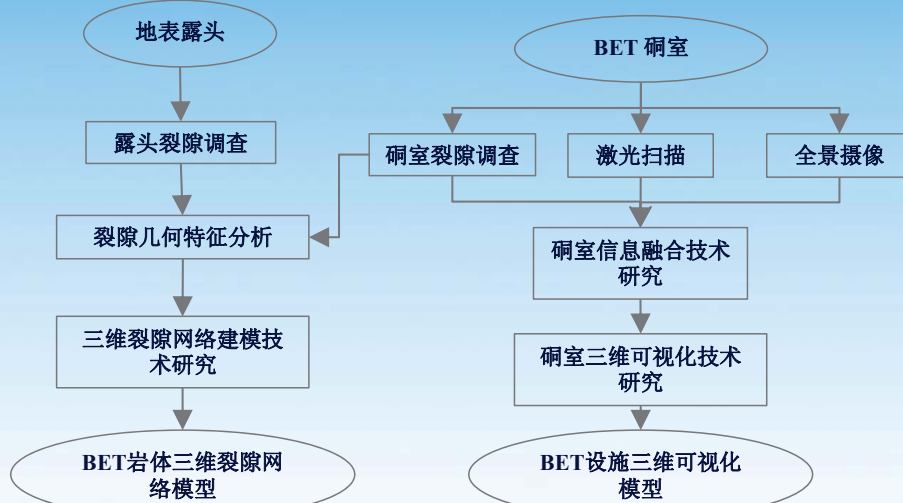 地表露头
BET 硐室
露头裂隙调查
硐室裂隙调查
激光扫描
全景摄像
裂隙几何特征分析
硐室信息融合技术
研究
三维裂隙网络建模技
术研究
硐室三维可视化技术
研究
BET岩体三维裂隙网
络模型
BET设施三维可视化
模型